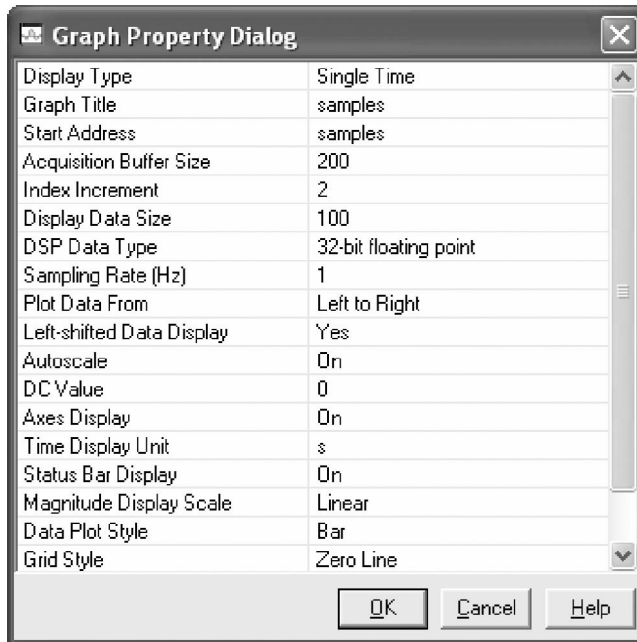 Graph Property Dialog
Display Type Single Time
Graph Title samples
Start Address samples
Acquisition Buffer Size 200
Index Increment 2
Display Data Size 100
DSP Data Type 32-bit floating point
Sampling Rate (Hz) 1
Plot Data From Left to Right
Left-shifted Data Display Yes
Autoscale On
DC Value 0
Axes Display On
Time Display Unit s
Status Bar Display On
Magnitude Display Scale Linear
Data Plot Style Bar
Grid Style Zero Line
OK Cancel Help